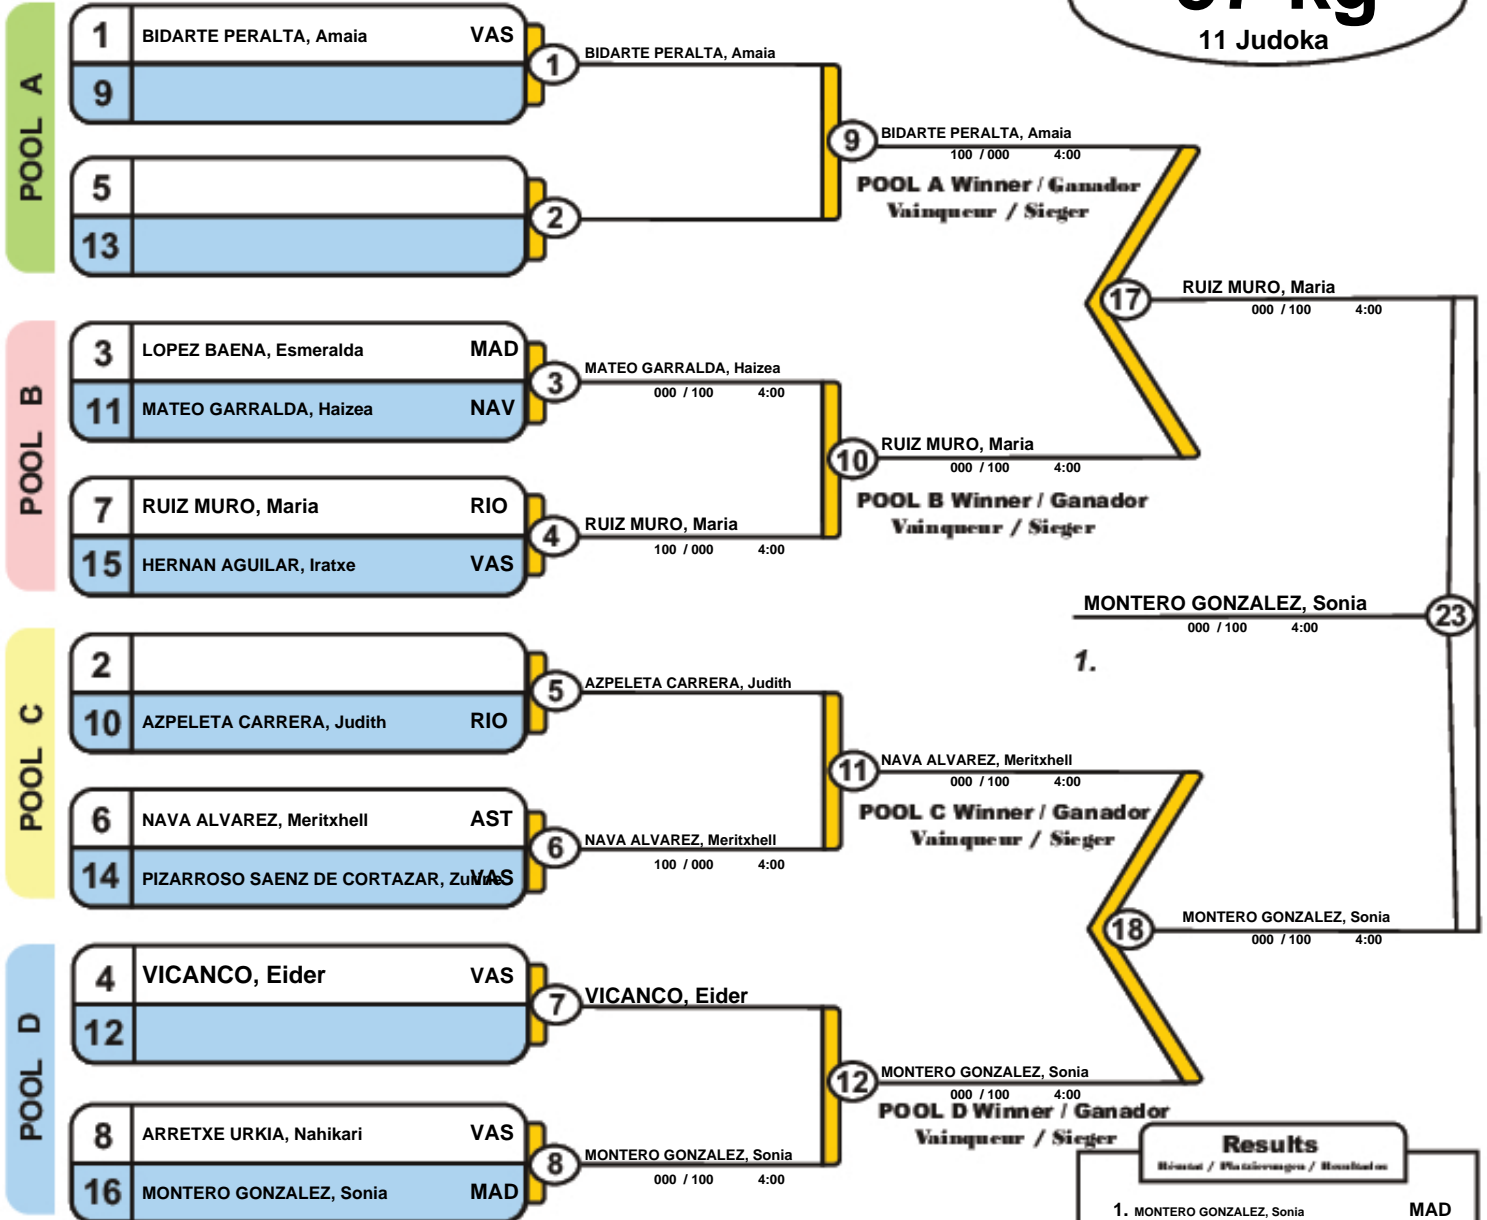 11 Judoka
POOL A
1 BIDARTE PERALTA, Amaia VAS
9
1 BIDARTE PERALTA, Amaia
5
13
2
9 BIDARTE PERALTA, Amaia
100 / 000 4:00
POOL A Winner / Ganador
Vainqueur / Sieger
POOL B
3 LOPEZ BAENA, Esmeralda MAD
11 MATEO GARRALDA, Haizea NAV
3 MATEO GARRALDA, Haizea
000 / 100 4:00
7 RUIZ MURO, Maria RIO
15 HERNAN AGUILAR, Iratxe VAS
4 RUIZ MURO, Maria
100 / 000 4:00
10 RUIZ MURO, Maria
000 / 100 4:00
POOL B Winner / Ganador
Vainqueur / Sieger
17 RUIZ MURO, Maria
000 / 100 4:00
MONTERO GONZALEZ, Sonia 23
000 / 100 4:00
1.
POOL C
2
10 AZPELETA CARRERA, Judith RIO
5 AZPELETA CARRERA, Judith
6 NAVA ALVAREZ, Meritxhell AST
14 PIZARROSO SAENZ DE CORTAZAR, VAS
6 NAVA ALVAREZ, Meritxhell
100 / 000 4:00
11 NAVA ALVAREZ, Meritxhell
000 / 100 4:00
POOL C Winner / Ganador
Vainqueur / Sieger
18 MONTERO GONZALEZ, Sonia
000 / 100 4:00
POOL D
4 VICANCO, Eider VAS
12
7 VICANCO, Eider
8 ARRETXE URKIA, Nahikari VAS
16 MONTERO GONZALEZ, Sonia MAD
8 MONTERO GONZALEZ, Sonia
000 / 100 4:00
12 MONTERO GONZALEZ, Sonia
000 / 100 4:00
POOL D Winner / Ganador
Vainqueur / Sieger
Results
1. MONTERO GONZALEZ, Sonia MAD